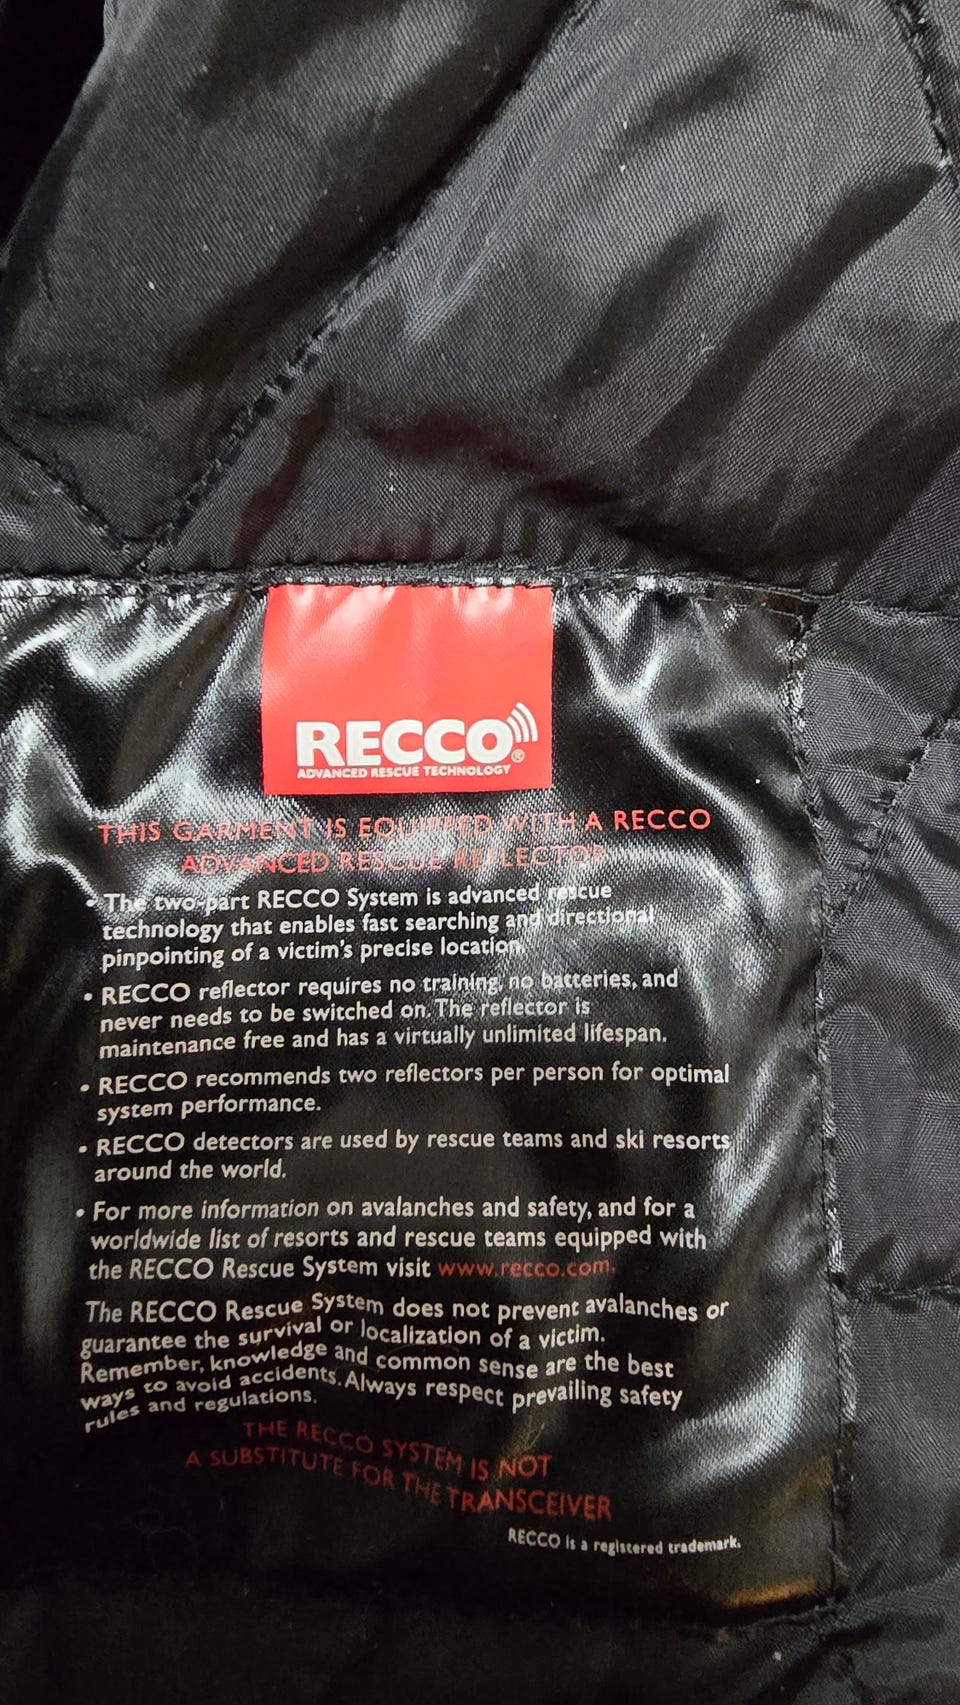 RECCO®
ADVANCED RESCUE TECHNOLOGY
THIS GARMENT IS EQUIPPED WITH A RECCO
ADVANCED RESCUE REFLECTOR
• The two-part RECCO System is advanced rescue
technology that enables fast searching and directional
pinpointing of a victim's precise location.
• RECCO reflector requires no training, no batteries, and
never needs to be switched on. The reflector is
maintenance free and has a virtually unlimited lifespan.
• RECCO recommends two reflectors per person for optimal
system performance.
• RECCO detectors are used by rescue teams and ski resorts
around the world.
• For more information on avalanches and safety, and for a
worldwide list of resorts and rescue teams equipped with
the RECCO Rescue System visit www.recco.com.
The RECCO Rescue System does not prevent avalanches or
guarantee the survival or localization of a victim.
Remember, knowledge and common sense are the best
ways to avoid accidents. Always respect prevailing safety
rules and regulations.
THE RECCO SYSTEM IS NOT
A SUBSTITUTE FOR THE TRANSCEIVER
RECCO is a registered trademark.